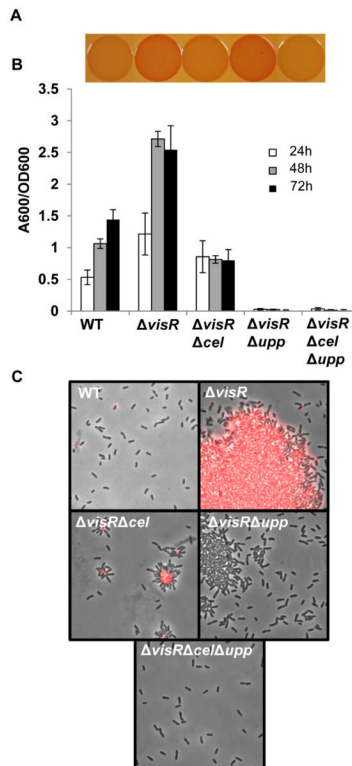 A
B
A600/OD600
3.5
3
2.5
2
1.5
1
0.5
0
24h
48h
72h
WT
ΔvisR
ΔvisR
Δcel
ΔvisR
Δupp
ΔvisR
Δcel
Δupp
C
WT
ΔvisR
ΔvisRΔcel
ΔvisRΔupp
ΔvisRΔcelΔupp